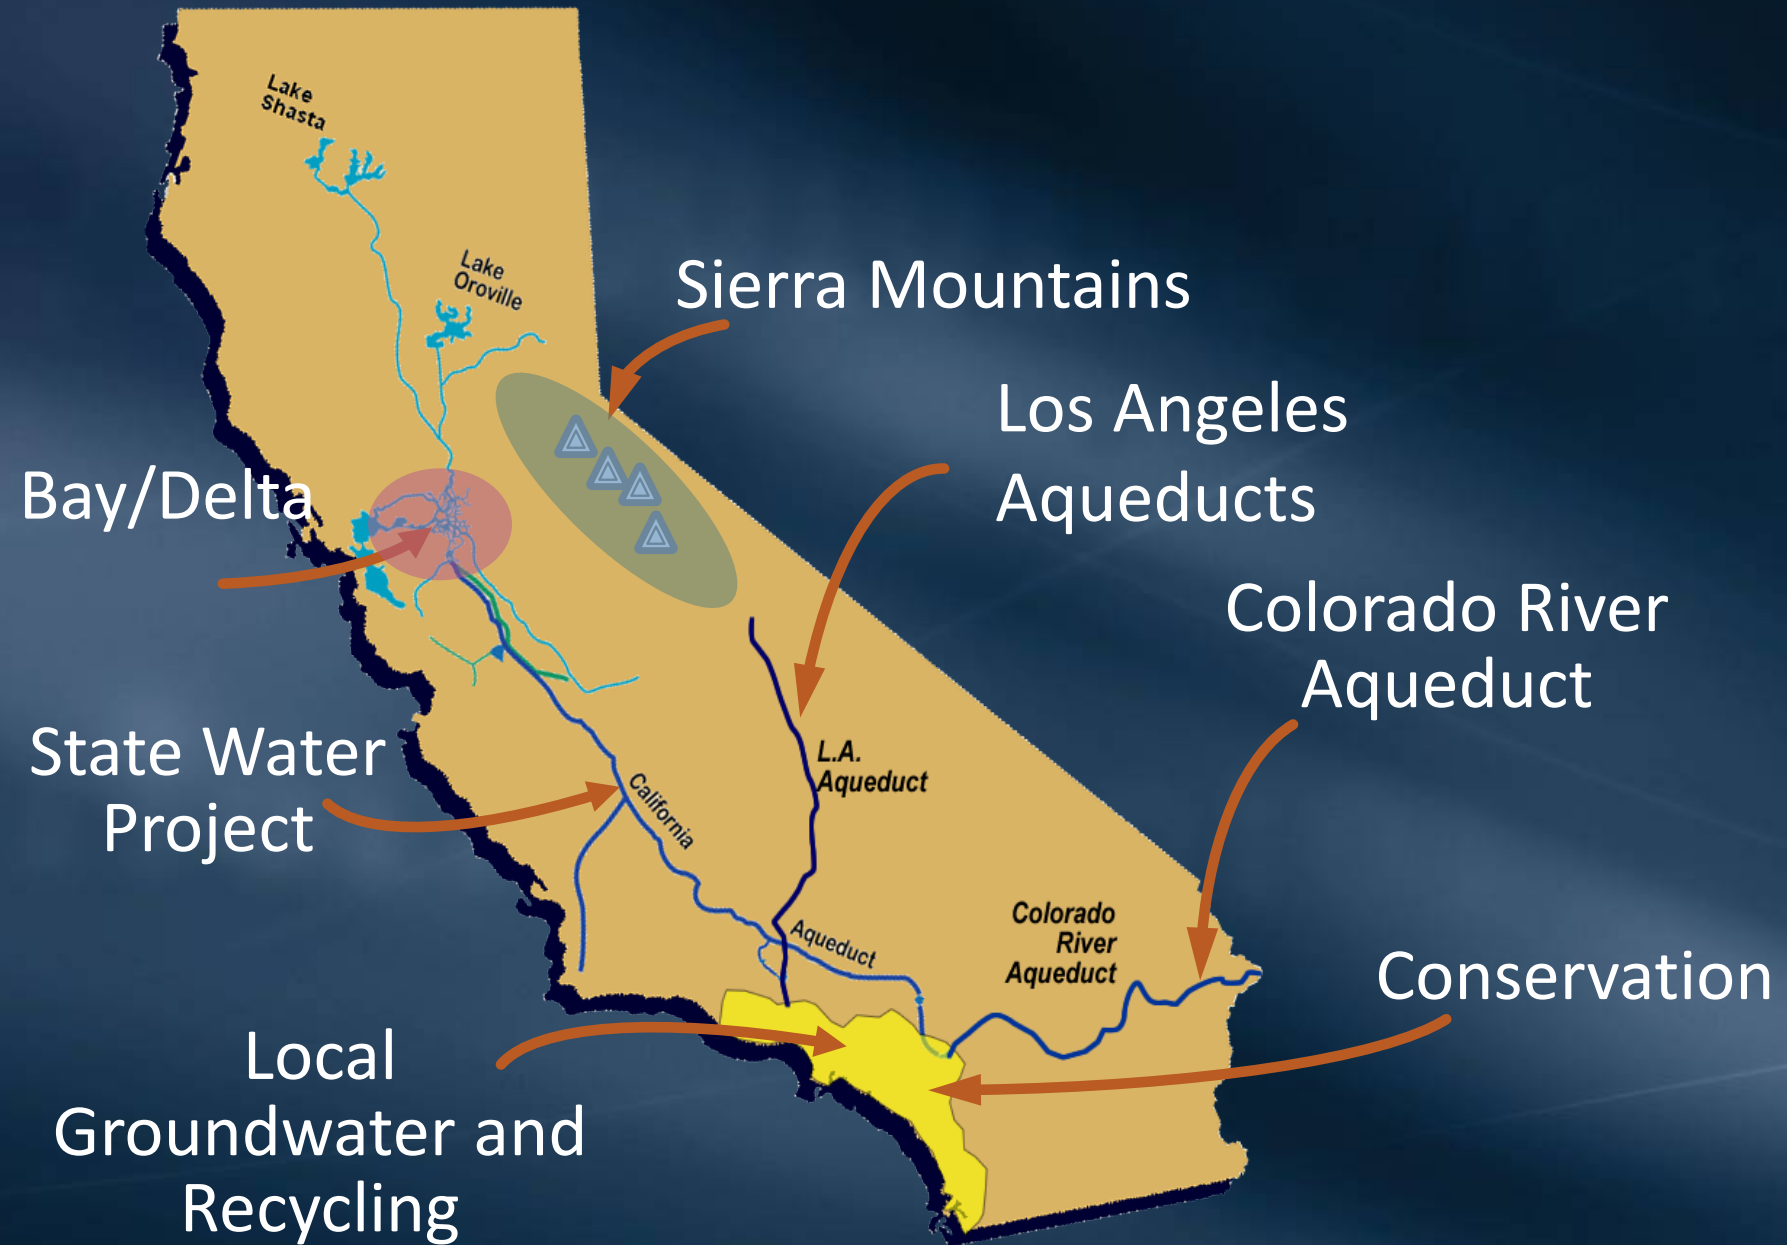 Lake
Shasta
Lake
Oroville
Sierra Mountains
Los Angeles
Aqueducts
Bay/Delta
Colorado River
Aqueduct
State Water
Project
L.A.
Aqueduct
California
Aqueduct
Colorado
River
Aqueduct
Conservation
Local
Groundwater and
Recycling